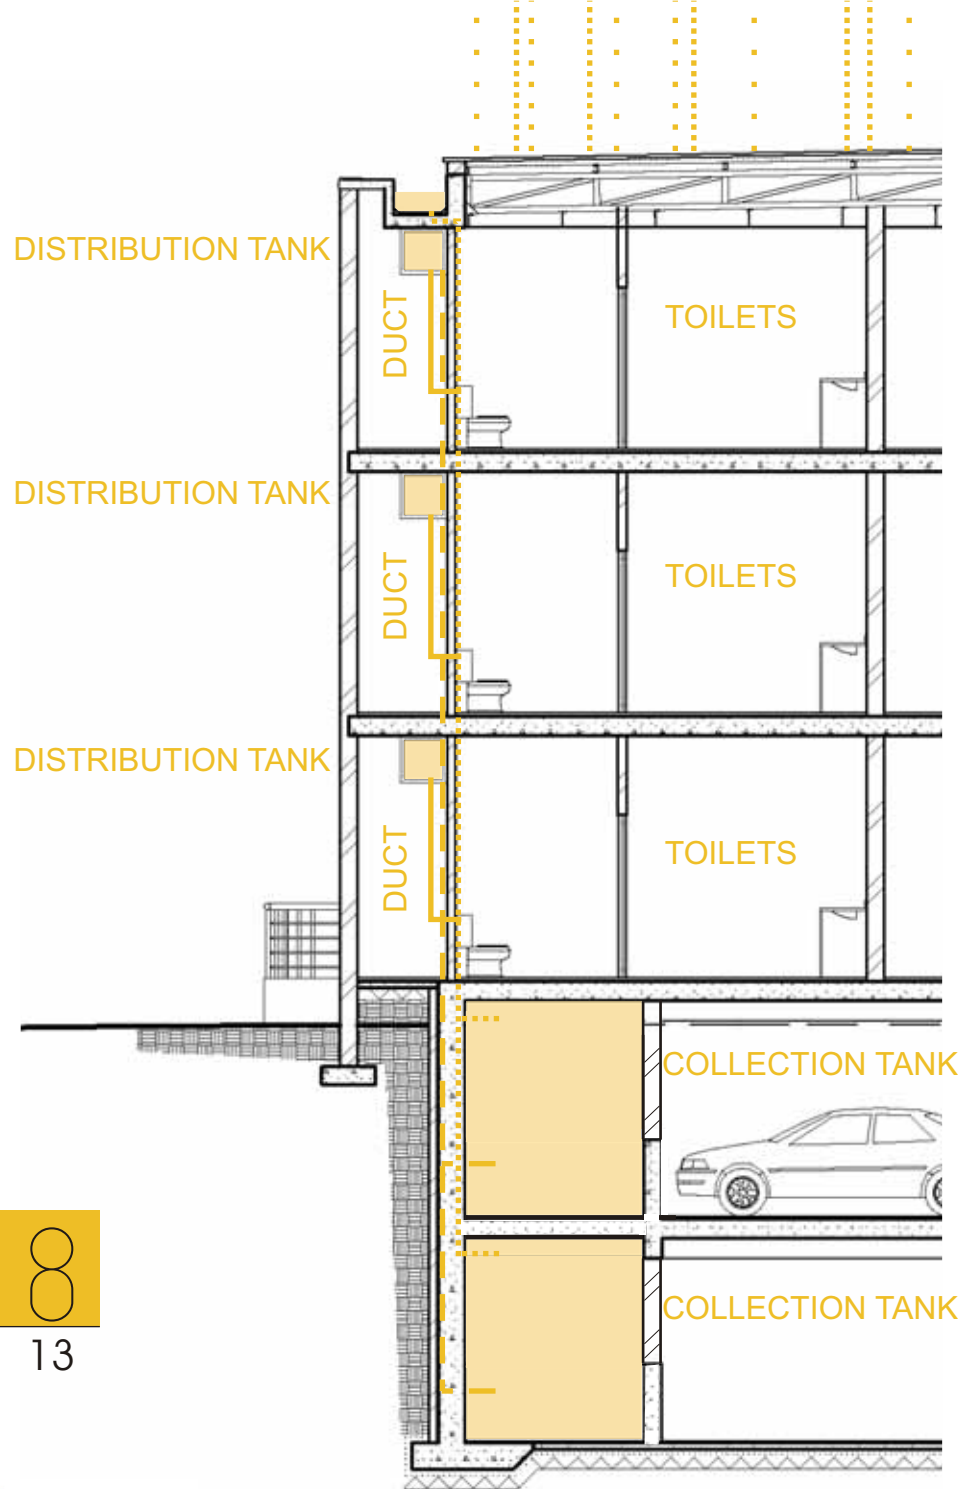 DISTRIBUTION TANK
DUCT
TOILETS
DISTRIBUTION TANK
DUCT
TOILETS
DISTRIBUTION TANK
DUCT
TOILETS
COLLECTION TANK
8
13
COLLECTION TANK